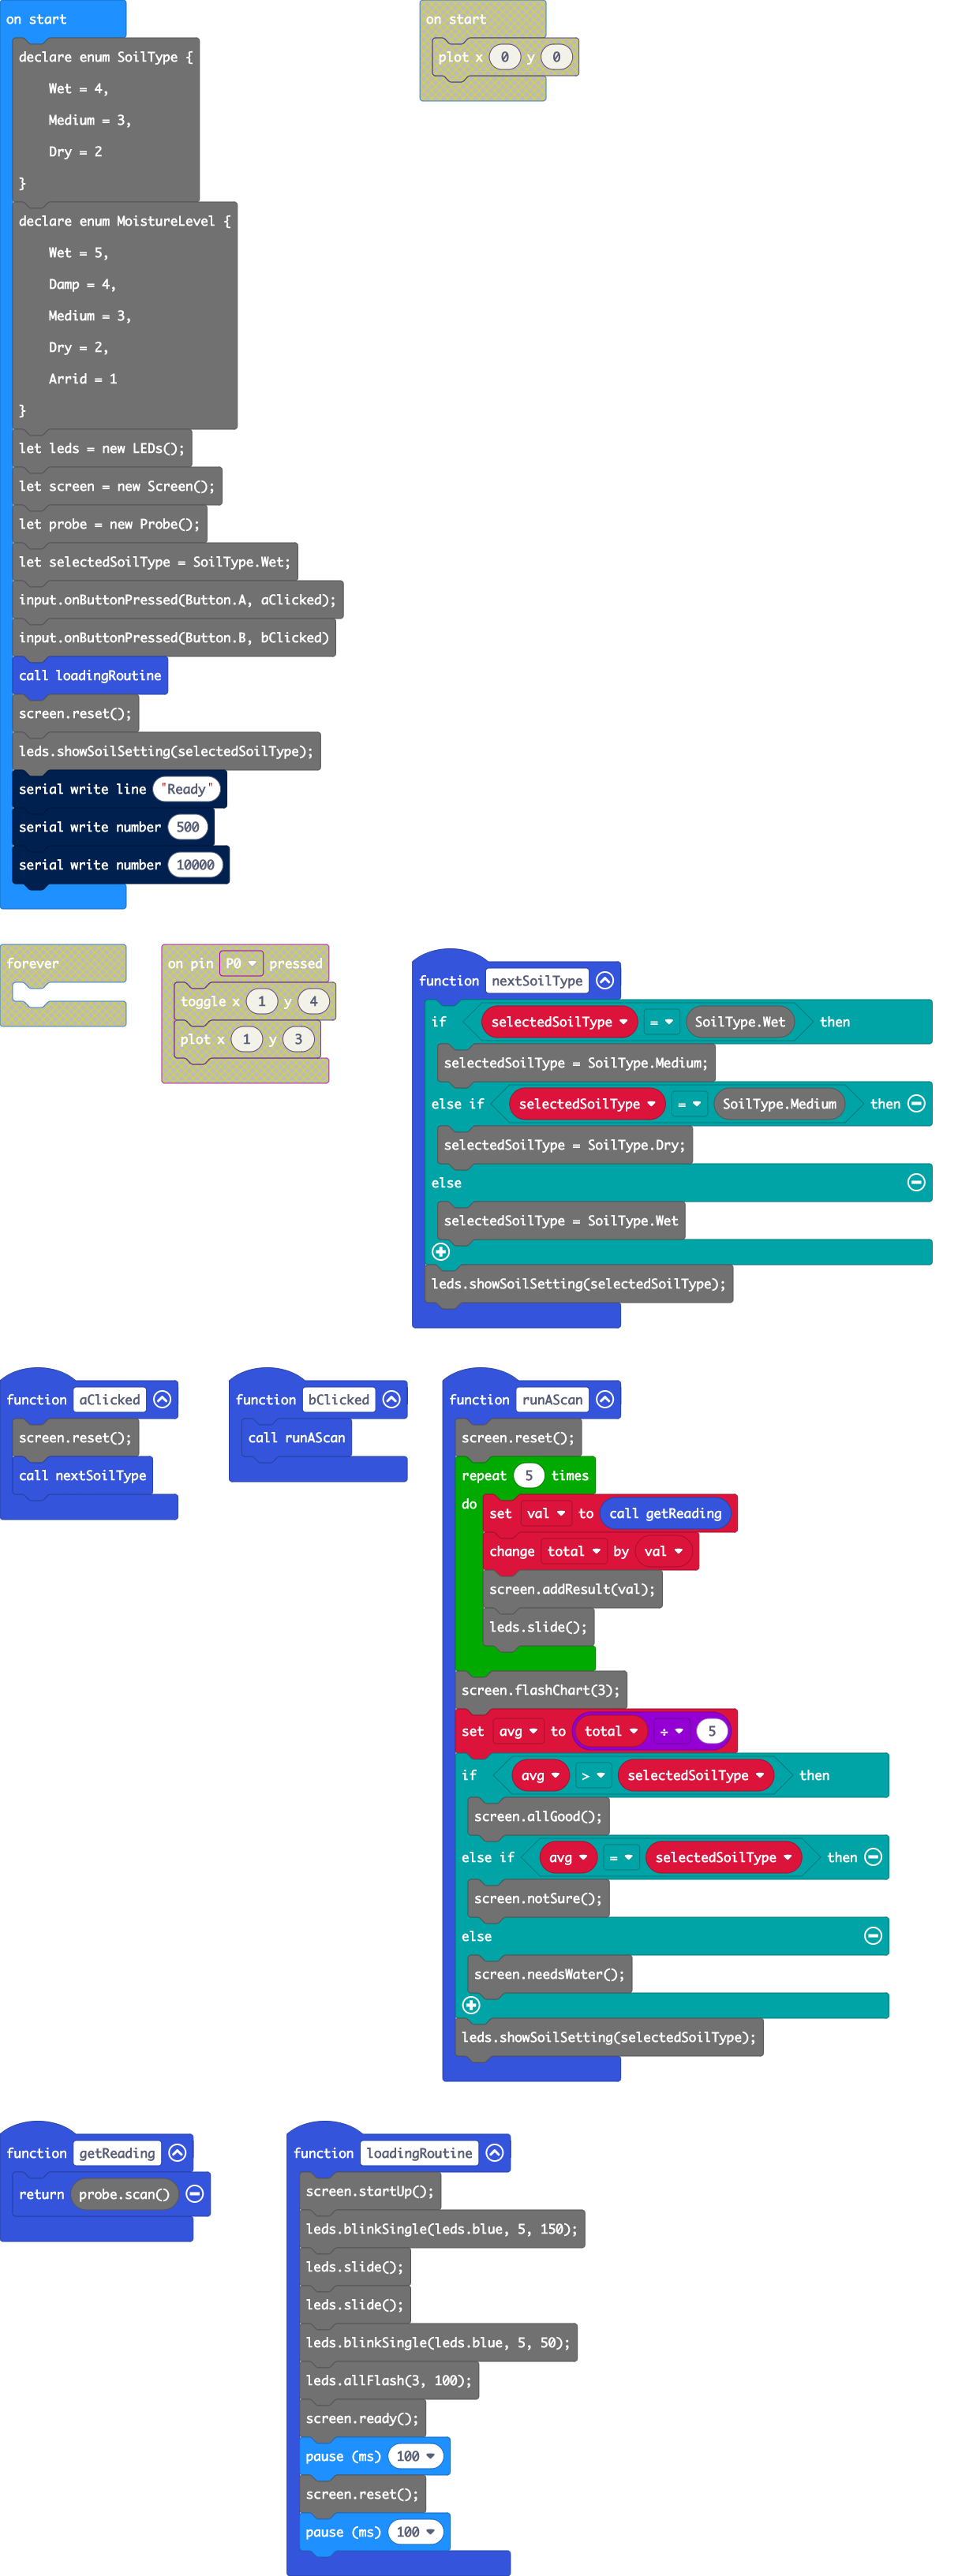 on start
declare enum SoilType {
Wet = 4,
Medium = 3,
Dry = 2
}
declare enum MoistureLevel {
Wet = 5,
Damp = 4,
Medium = 3,
Dry = 2,
Arrid = 1
}
let leds = new LEDs();
let screen = new Screen();
let probe = new Probe();
let selectedSoilType = SoilType.Wet;
input.onButtonPressed(Button.A, aClicked);
input.onButtonPressed(Button.B, bClicked)
call loadingRoutine
screen.reset();
leds.showSoilSetting(selectedSoilType);
serial write line "Ready"
serial write number 500
serial write number 10000
on start
plot x 0 y 0
forever
on pin P0 pressed
toggle x 1 y 4
plot x 1 y 3
function nextSoilType
if selectedSoilType = SoilType.Wet then
selectedSoilType = SoilType.Medium;
else if selectedSoilType = SoilType.Medium then
selectedSoilType = SoilType.Dry;
else
selectedSoilType = SoilType.Wet
leds.showSoilSetting(selectedSoilType);
function aClicked
screen.reset();
call nextSoilType
function bClicked
call runAScan
function runAScan
screen.reset();
repeat 5 times
do set val to call getReading
change total by val
screen.addResult(val);
leds.slide();
screen.flashChart(3);
set avg to total ÷ 5
if avg > selectedSoilType then
screen.allGood();
else if avg = selectedSoilType then
screen.notSure();
else
screen.needsWater();
leds.showSoilSetting(selectedSoilType);
function getReading
return probe.scan()
function loadingRoutine
screen.startUp();
leds.blinkSingle(leds.blue, 5, 150);
leds.slide();
leds.slide();
leds.blinkSingle(leds.blue, 5, 50);
leds.allFlash(3, 100);
screen.ready();
pause (ms) 100
screen.reset();
pause (ms) 100